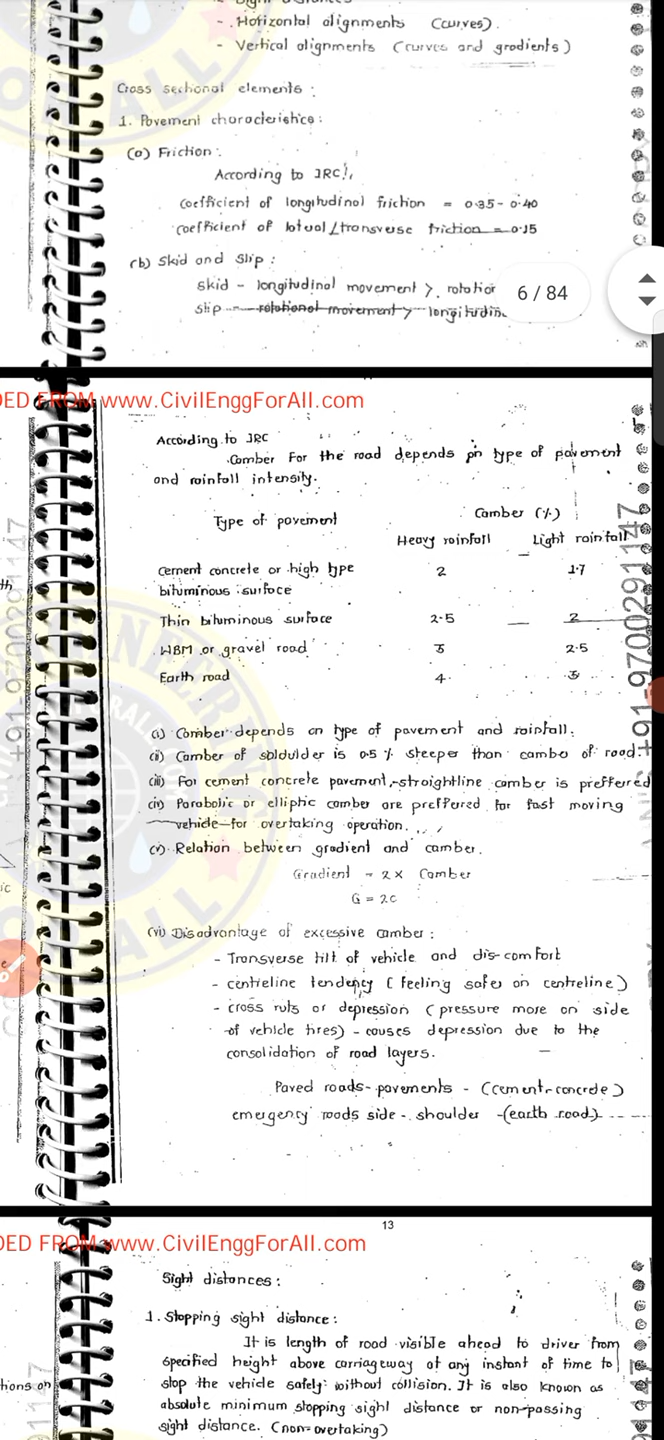 - Horizontal alignments (curves).
- Vertical alignments (curves and gradients)
Cross sectional elements :
1. Pavement characteristics :
(a) Friction :
According to IRC,
coefficient of longitudinal friction = 0.35 - 0.40
coefficient of lateral/transverse friction = 0.15
(b) Skid and Slip :
skid - longitudinal movement >
6 / 84
slip - rotational movement >
FROM www.CivilEnggForAll.com
According to IRC
Camber For the road depends on type of pavement
and rainfall intensity.
Type of pavement Camber (%)
Heavy rainfall Light rainfall
Cement concrete or high type 2 1.7
bituminous surface
Thin bituminous surface 2.5 2
WBM or gravel road 3 2.5
Earth road 4 3
(i) Camber depends on type of pavement and rainfall.
(ii) Camber of soldulder is 0.5 % steeper than cambe of road.
(iii) For cement concrete pavement, straightline camber is preffered
(iv) Parabolic or elliptic camber are preffered for fast moving
vehicle for overtaking operation.
(v) Relation between gradient and camber.
Gradient = 2 x Camber
G = 2C
(vi) Disadvantage of excessive camber :
- Transverse tilt of vehicle and dis-comfort
- centreline tendency (feeling safe on centreline)
- cross ruts or depression (pressure more on side
of vehicle tires) - causes depression due to the
consolidation of road layers.
Paved roads - pavements - (cement - concrete)
emergency roads side - shoulder - (earth road)
+91-9700291147
13
FROM www.CivilEnggForAll.com
Sight distances :
1. Stopping sight distance :
It is length of road visible ahead to driver from
specified height above carriageway at any instant of time to
stop the vehicle safely without collision. It is also known as
absolute minimum stopping sight distance or non-passing
sight distance. (non-overtaking)